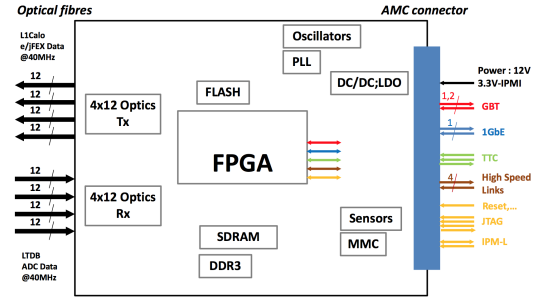 Optical fibres
AMC connector
L1Calo
e/jFEX Data
@40MHz
12
12
12
12
4x12 Optics
Tx
12
12
12
12
4x12 Optics
Rx
LTDB
ADC Data
@40MHz
Oscillators
PLL
FLASH
DC/DC;LDO
FPGA
SDRAM
DDR3
Sensors
MMC
Power : 12V
3.3V-IPMI
1,2
GBT
1
1GbE
TTC
4
High Speed
Links
Reset,...
JTAG
IPM-L